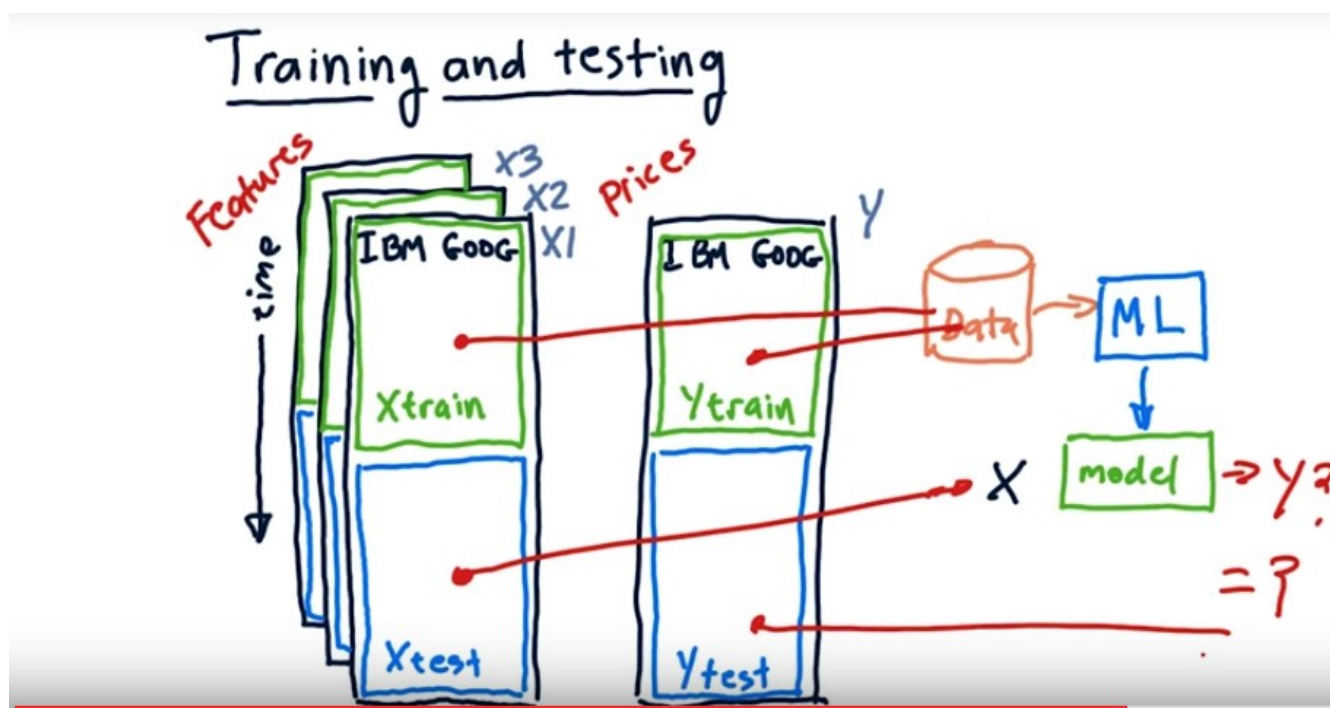 Training and testing
Features
X3
X2
X1
Prices
Y
time
IBM GOOG
IBM GOOG
Data
ML
Xtrain
Ytrain
X
model
Y?
= ?
Xtest
Ytest